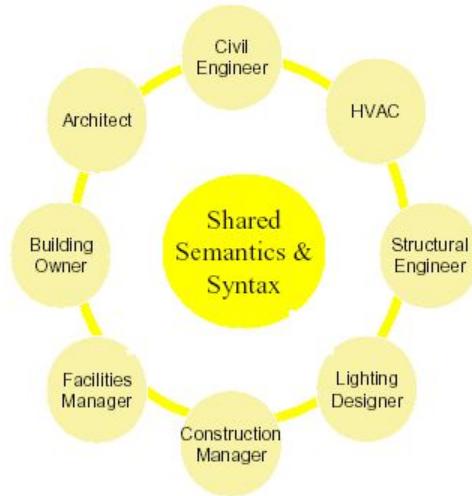 Civil
Engineer
HVAC
Structural
Engineer
Lighting
Designer
Construction
Manager
Facilities
Manager
Building
Owner
Architect
Shared
Semantics &
Syntax